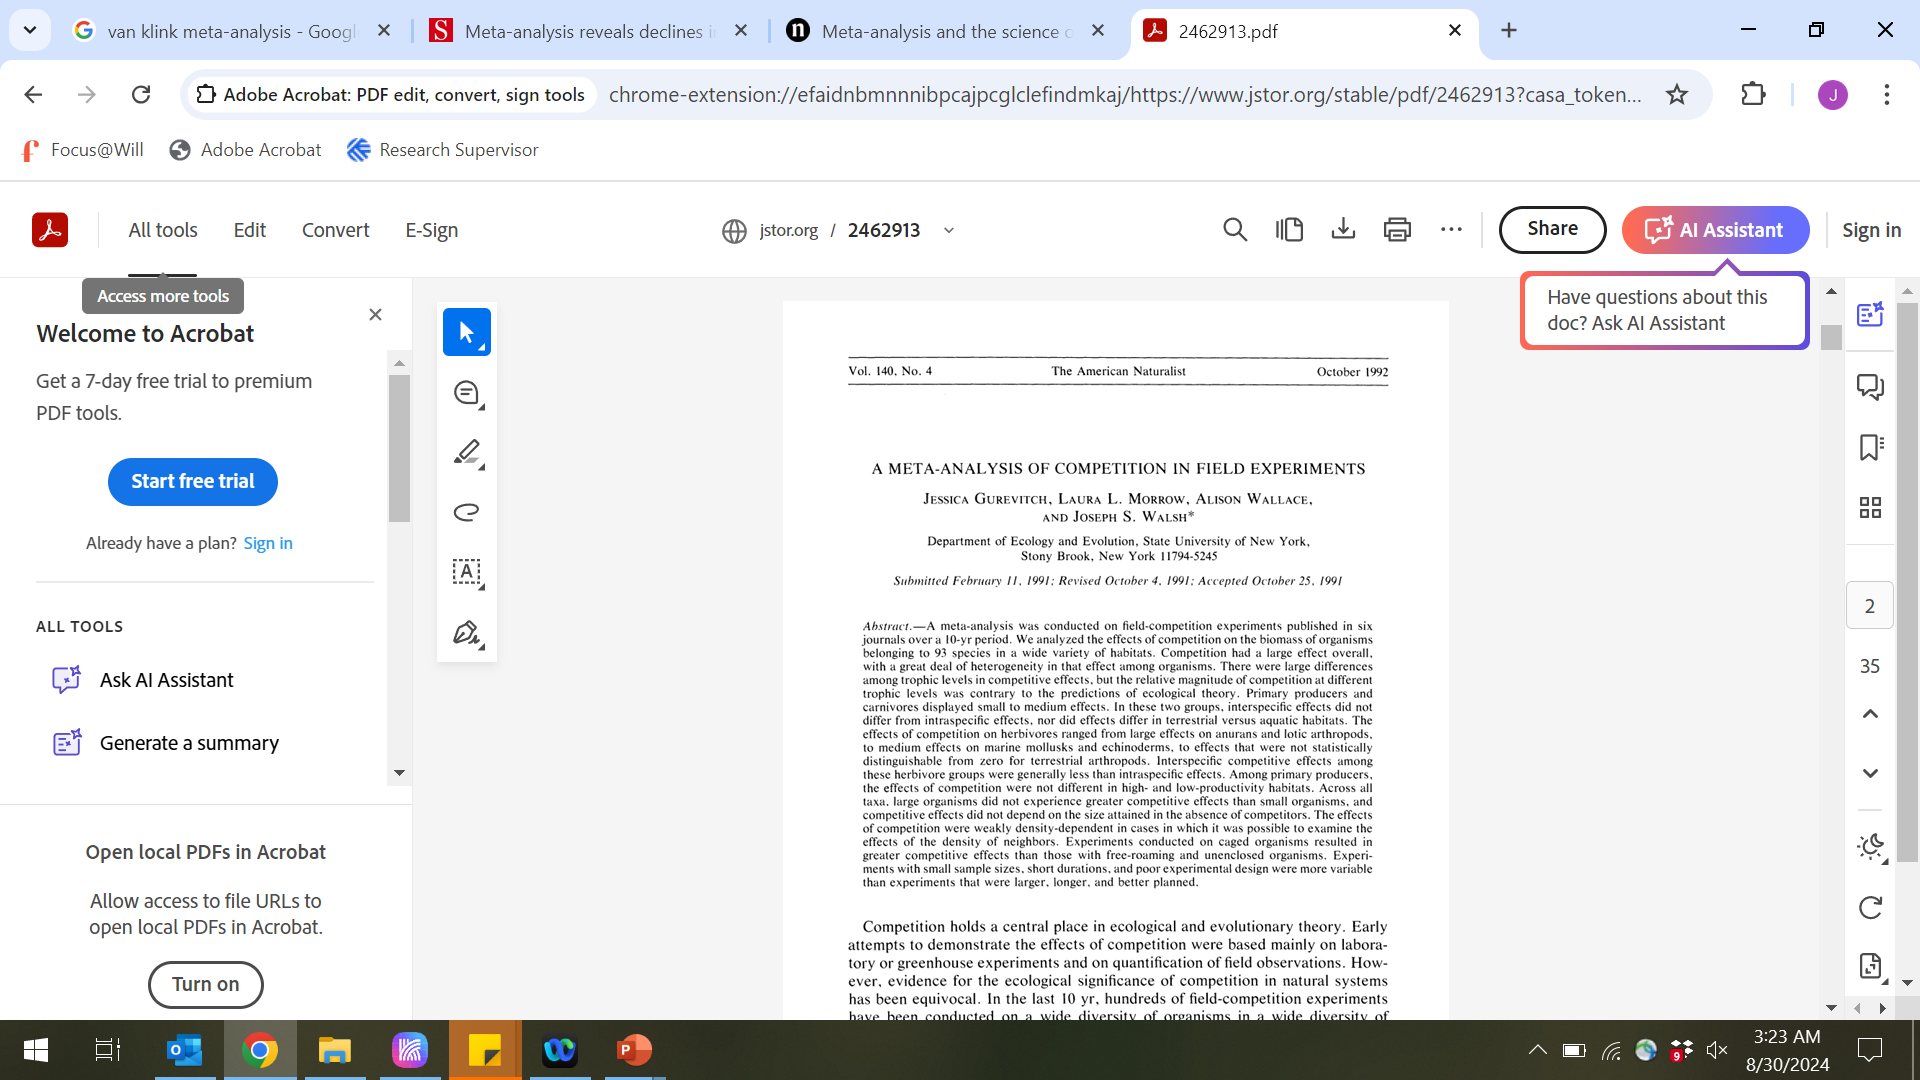 van klink meta-analysis - Googl
Meta-analysis reveals declines i
Meta-analysis and the science o
2462913.pdf
Adobe Acrobat: PDF edit, convert, sign tools
chrome-extension://efaidnbmnnnibpcajpcglclefindmkaj/https://www.jstor.org/stable/pdf/2462913?casa_token...
J
Focus@Will
Adobe Acrobat
Research Supervisor
All tools
Edit
Convert
E-Sign
jstor.org / 2462913
Share
AI Assistant
Sign in
Access more tools
Have questions about this
doc? Ask AI Assistant
Welcome to Acrobat
Get a 7-day free trial to premium
PDF tools.
Start free trial
Already have a plan? Sign in
ALL TOOLS
Ask AI Assistant
Generate a summary
Open local PDFs in Acrobat
Allow access to file URLs to
open local PDFs in Acrobat.
Turn on
Vol. 140, No. 4 The American Naturalist October 1992
A META-ANALYSIS OF COMPETITION IN FIELD EXPERIMENTS
JESSICA GUREVITCH, LAURA L. MORROW, ALISON WALLACE,
AND JOSEPH S. WALSH*
Department of Ecology and Evolution, State University of New York,
Stony Brook, New York 11794-5245
Submitted February 11, 1991; Revised October 4, 1991; Accepted October 25, 1991
Abstract.—A meta-analysis was conducted on field-competition experiments published in six
journals over a 10-yr period. We analyzed the effects of competition on the biomass of organisms
belonging to 93 species in a wide variety of habitats. Competition had a large effect overall,
with a great deal of heterogeneity in that effect among organisms. There were large differences
among trophic levels in competitive effects, but the relative magnitude of competition at different
trophic levels was contrary to the predictions of ecological theory. Primary producers and
carnivores displayed small to medium effects. In these two groups, interspecific effects did not
differ from intraspecific effects, nor did effects differ in terrestrial versus aquatic habitats. The
effects of competition on herbivores ranged from large effects on anurans and lotic arthropods,
to medium effects on marine mollusks and echinoderms, to effects that were not statistically
distinguishable from zero for terrestrial arthropods. Interspecific competitive effects among
these herbivore groups were generally less than intraspecific effects. Among primary producers,
the effects of competition were not different in high- and low-productivity habitats. Across all
taxa, large organisms did not experience greater competitive effects than small organisms, and
competitive effects did not depend on the size attained in the absence of competitors. The effects
of competition were weakly density-dependent in cases in which it was possible to examine the
effects of the density of neighbors. Experiments conducted on caged organisms resulted in
greater competitive effects than those with free-roaming and unenclosed organisms. Experi-
ments with small sample sizes, short durations, and poor experimental design were more variable
than experiments that were larger, longer, and better planned.
Competition holds a central place in ecological and evolutionary theory. Early
attempts to demonstrate the effects of competition were based mainly on labora-
tory or greenhouse experiments and on quantification of field observations. How-
ever, evidence for the ecological significance of competition in natural systems
has been equivocal. In the last 10 yr, hundreds of field-competition experiments
have been conducted on a wide diversity of organisms in a wide diversity of
2
35
9
3:23 AM
8/30/2024